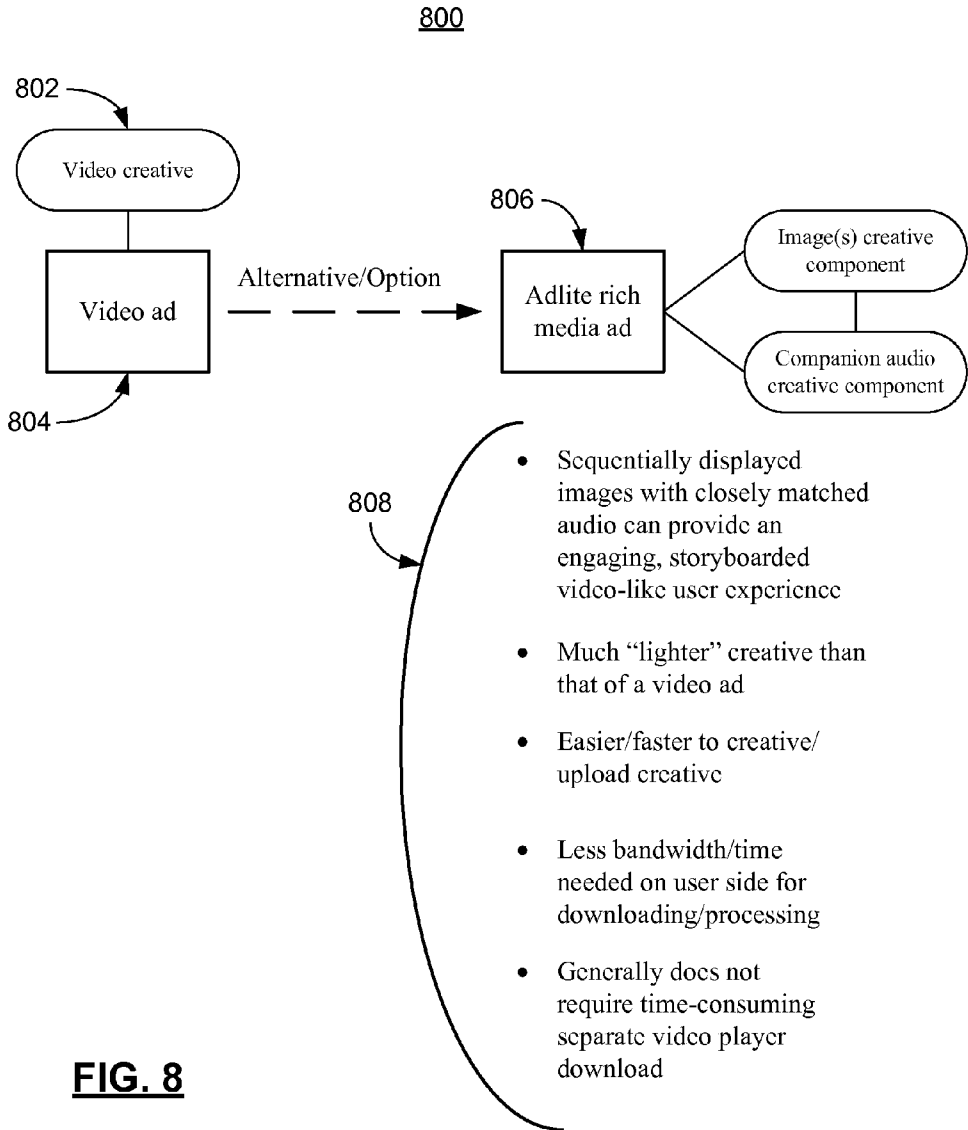 800
802
Video creative
806
Image(s) creative
component
Alternative/Option
Video ad
Adlite rich
media ad
Companion audio
creative component
804
808
• Sequentially displayed
images with closely matched
audio can provide an
engaging, storyboarded
video-like user experience
• Much “lighter” creative than
that of a video ad
• Easier/faster to creative/
upload creative
• Less bandwidth/time
needed on user side for
downloading/processing
• Generally does not
require time-consuming
separate video player
download
FIG. 8